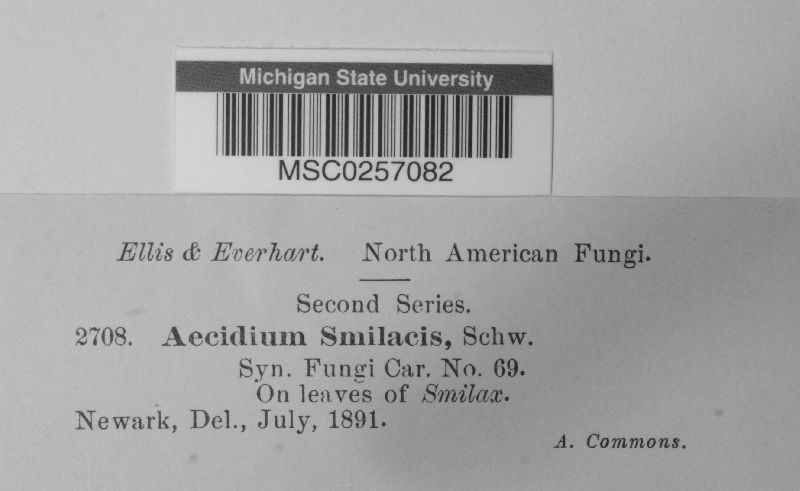 Michigan State University
MSC0257082
Ellis & Everhart. North American Fungi.
Second Series.
2708. Aecidium Smilacis, Schw.
Syn. Fungi Car. No. 69.
On leaves of Smilax.
Newark, Del., July, 1891.
A. Commons.